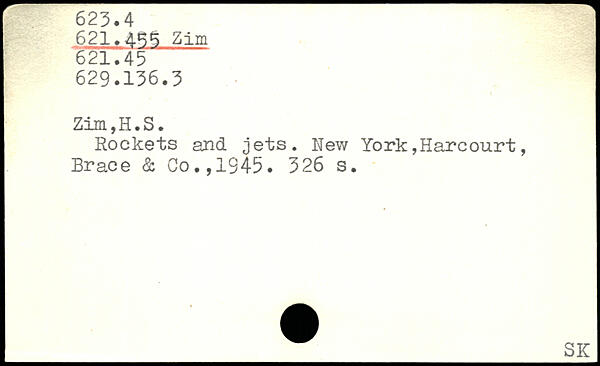 623.4
621.455 Zim
621.45
629.136.3
Zim,H.S.
Rockets and jets. New York,Harcourt,
Brace & Co.,1945. 326 s.
SK